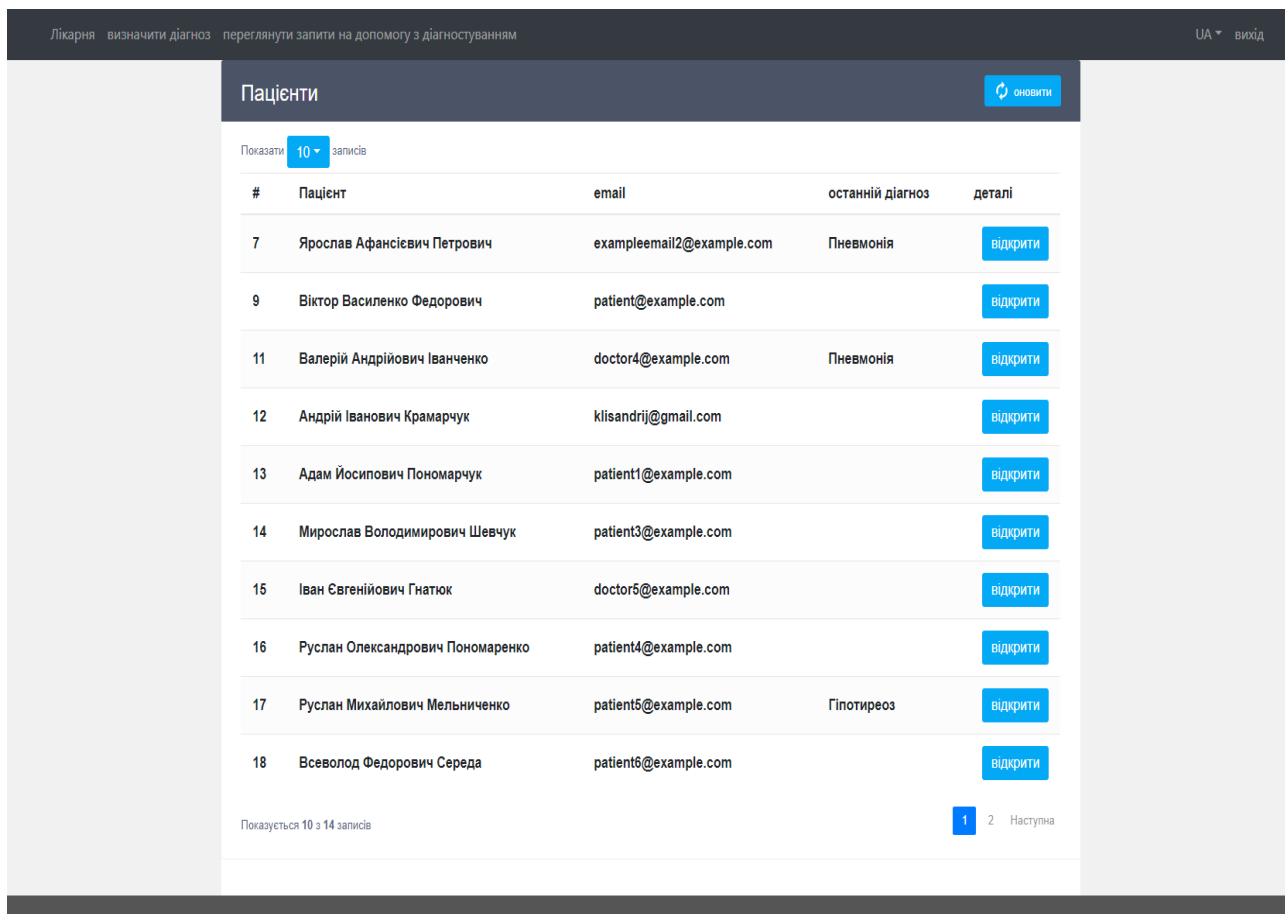 Лікарня визначити діагноз переглянути запити на допомогу з діагностуванням UA вихід
Пацієнти оновити
Показати 10 записів
# Пацієнт email останній діагноз деталі
7 Ярослав Афансієвич Петрович exampleemail2@example.com Пневмонія відкрити
9 Віктор Василенко Федорович patient@example.com відкрити
11 Валерій Андрійович Іванченко doctor4@example.com Пневмонія відкрити
12 Андрій Іванович Крамарчук klisandrij@gmail.com відкрити
13 Адам Йосипович Пономарчук patient1@example.com відкрити
14 Мирослав Володимирович Шевчук patient3@example.com відкрити
15 Іван Євгенійович Гнатюк doctor5@example.com відкрити
16 Руслан Олександрович Пономаренко patient4@example.com відкрити
17 Руслан Михайлович Мельниченко patient5@example.com Гіпотиреоз відкрити
18 Всеволод Федорович Середа patient6@example.com відкрити
Показується 10 з 14 записів 1 2 Наступна